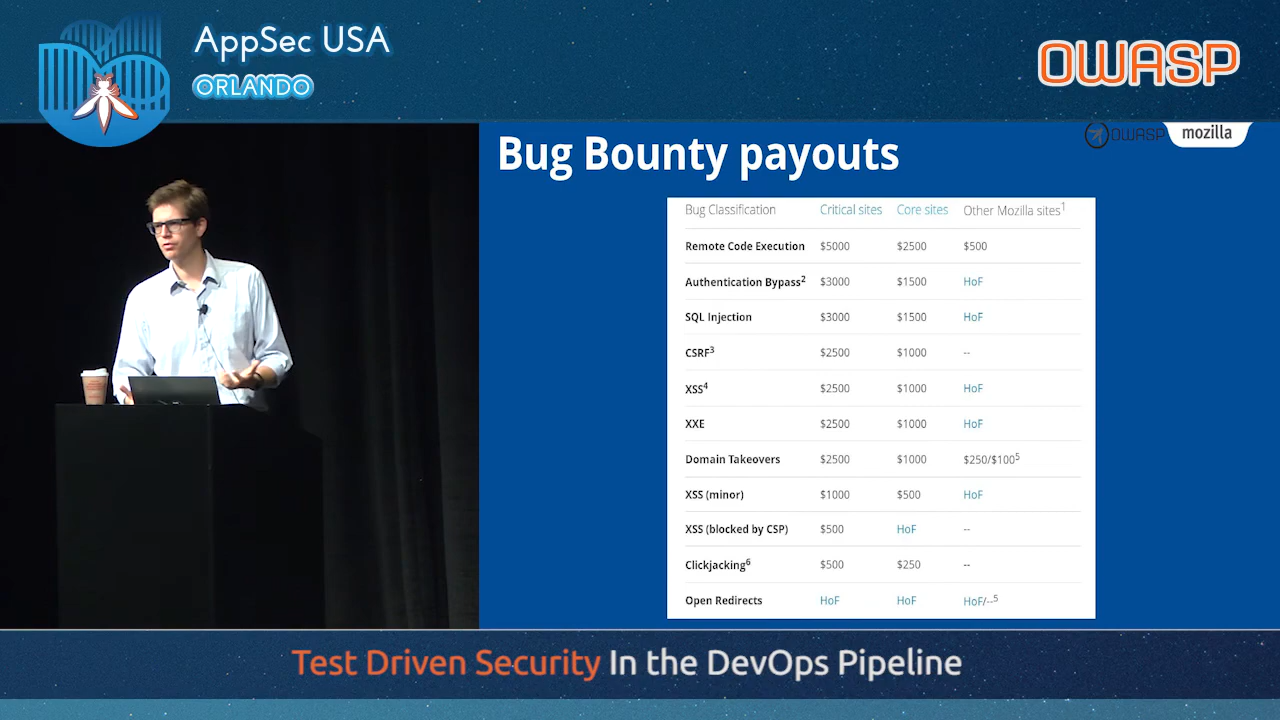 AppSec USA
ORLANDO
OWASP
OWASP mozilla
Bug Bounty payouts
Bug Classification Critical sites Core sites Other Mozilla sites1
Remote Code Execution $5000 $2500 $500
Authentication Bypass2 $3000 $1500 HoF
SQL Injection $3000 $1500 HoF
CSRF3 $2500 $1000 --
XSS4 $2500 $1000 HoF
XXE $2500 $1000 HoF
Domain Takeovers $2500 $1000 $250/$1005
XSS (minor) $1000 $500 HoF
XSS (blocked by CSP) $500 HoF --
Clickjacking6 $500 $250 --
Open Redirects HoF HoF HoF/--5
Test Driven Security In the DevOps Pipeline